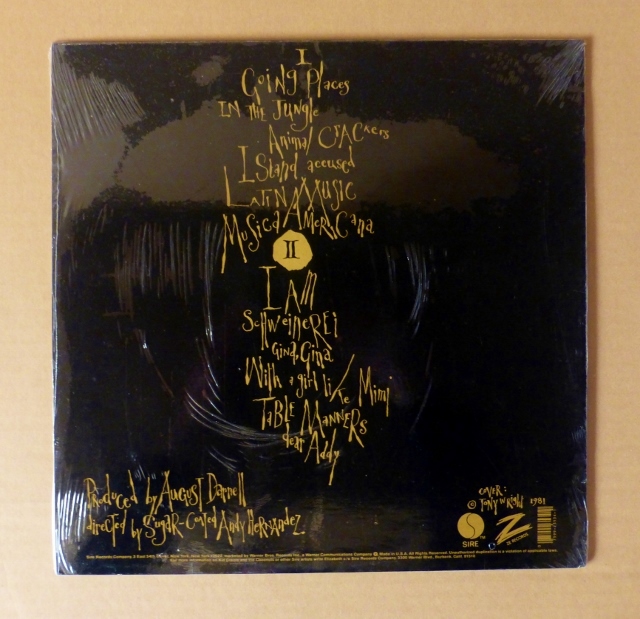 I
Going Places
IN THE JUNGLE
Animal CrACkers
I Stand accused
LATIN MUSIC
Musica AMERiCana
II
I AM
SCHWEINEREi
GiNA, GiNA
With a girl like Mimi
TABLE MANNERS
dear Addy
Produced by August Darnell
directed by Sugar-Coated Andy HERNANdEZ.
COVER:
© TONY WRIGHT 1981
S
SIRE
Z
ZE RECORDS